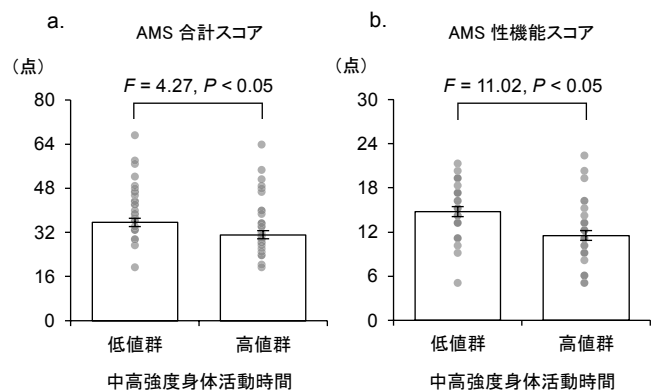 a.
AMS 合計スコア
（点）
F = 4.27, P < 0.05
80
64
48
32
16
0
低値群
高値群
中高強度身体活動時間
b.
AMS 性機能スコア
（点）
F = 11.02, P < 0.05
30
24
18
12
6
0
低値群
高値群
中高強度身体活動時間